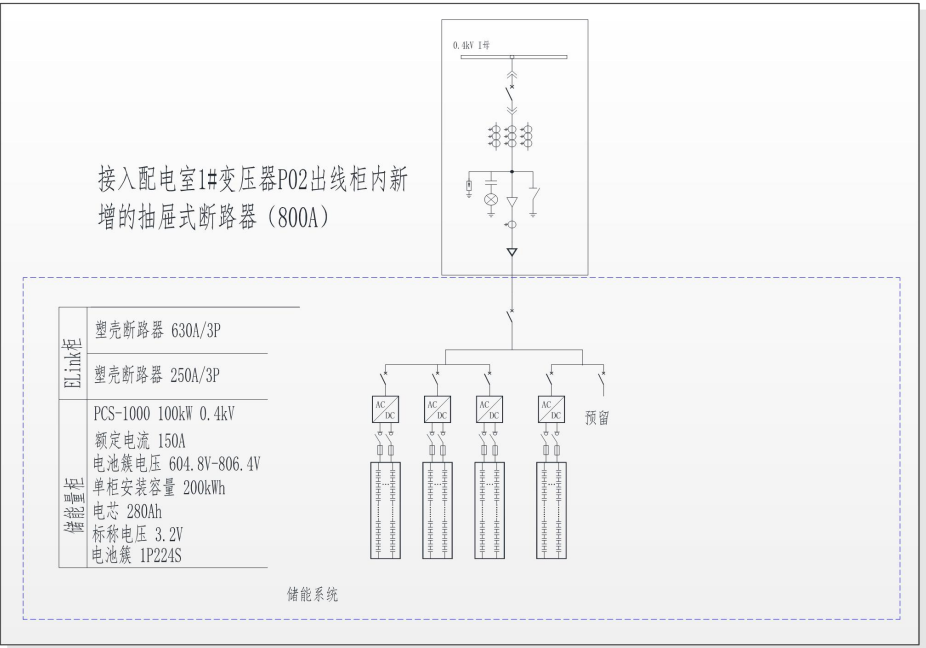 0.4kV I母
接入配电室1#变压器P02出线柜内新
增的抽屉式断路器（800A）
ELink柜
塑壳断路器 630A/3P
塑壳断路器 250A/3P
储能量柜
PCS-1000 100kW 0.4kV
额定电流 150A
电池簇电压 604.8V-806.4V
单柜安装容量 200kWh
电芯 280Ah
标称电压 3.2V
电池簇 1P224S
AC
DC
AC
DC
AC
DC
AC
DC
预留
储能系统